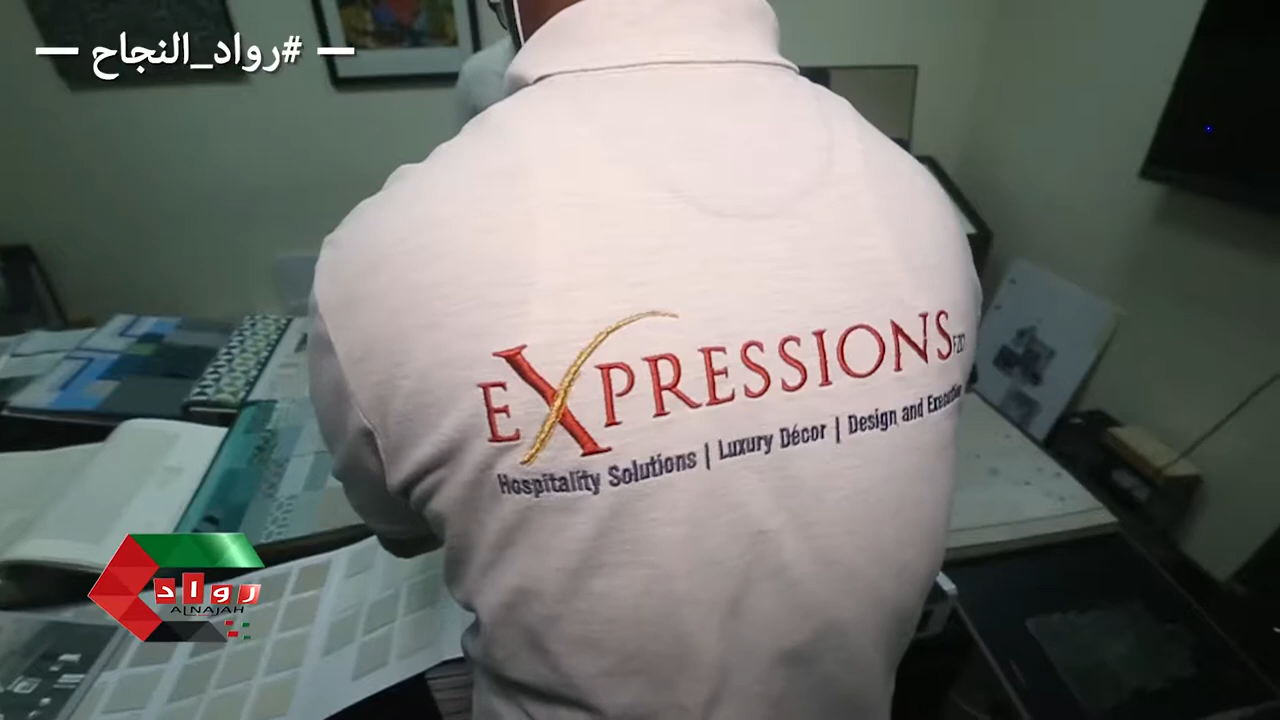 — #رواد_النجاح —
EXPRESSIONS
Hospitality Solutions | Luxury Décor | Design and Execution
رواد
ALNAJAH